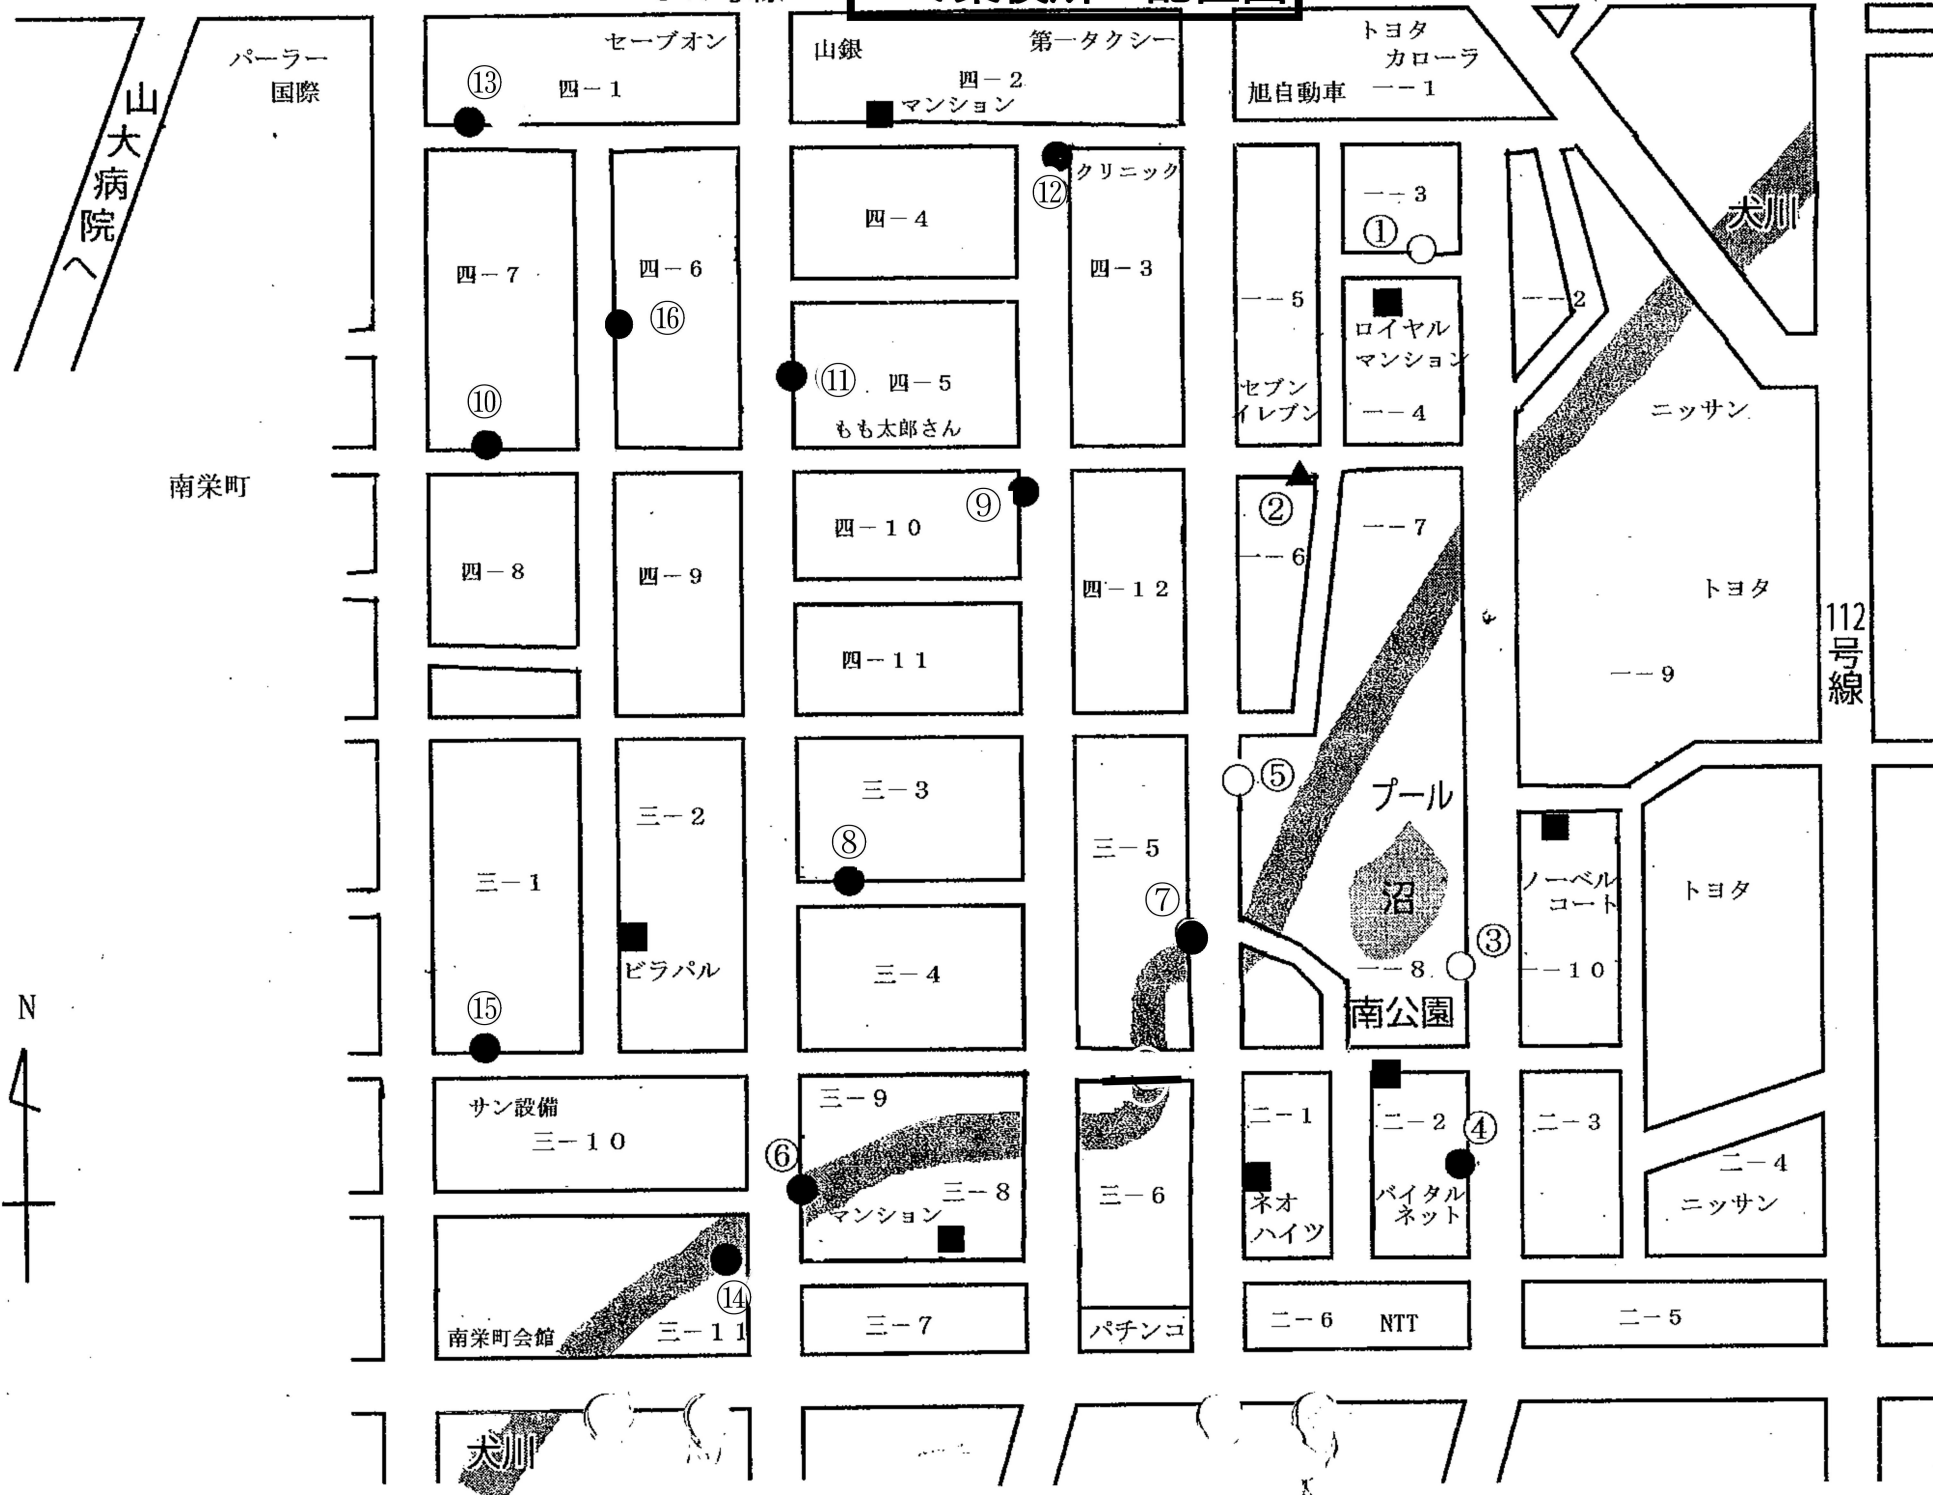 パーラー
国際
山大病院へ
南栄町
セーブオン
⑬
四－1
山銀
第一タクシー
四－2
マンション
トヨタ
カローラ
旭自動車
一－1
犬川
四－7
四－6
⑯
⑩
四－4
⑫
クリニック
四－3
⑪
四－5
もも太郎さん
一－3
①
一－5
セブン
イレブン
ロイヤル
マンション
一－4
一－2
ニッサン
四－8
四－9
⑨
四－10
四－11
四－12
②
一－6
一－7
トヨタ
一－9
112号線
三－1
⑮
三－2
ビラパル
三－3
⑧
三－4
三－5
⑦
⑤
プール
沼
③
一－8
南公園
ノーベル
コート
一－10
トヨタ
N
サン設備
三－10
三－9
⑥
三－8
マンション
三－6
二－1
ネオ
ハイツ
二－2
④
バイタル
ネット
二－3
二－4
ニッサン
⑭
南栄町会館
三－11
三－7
パチンコ
二－6
NTT
二－5
犬川